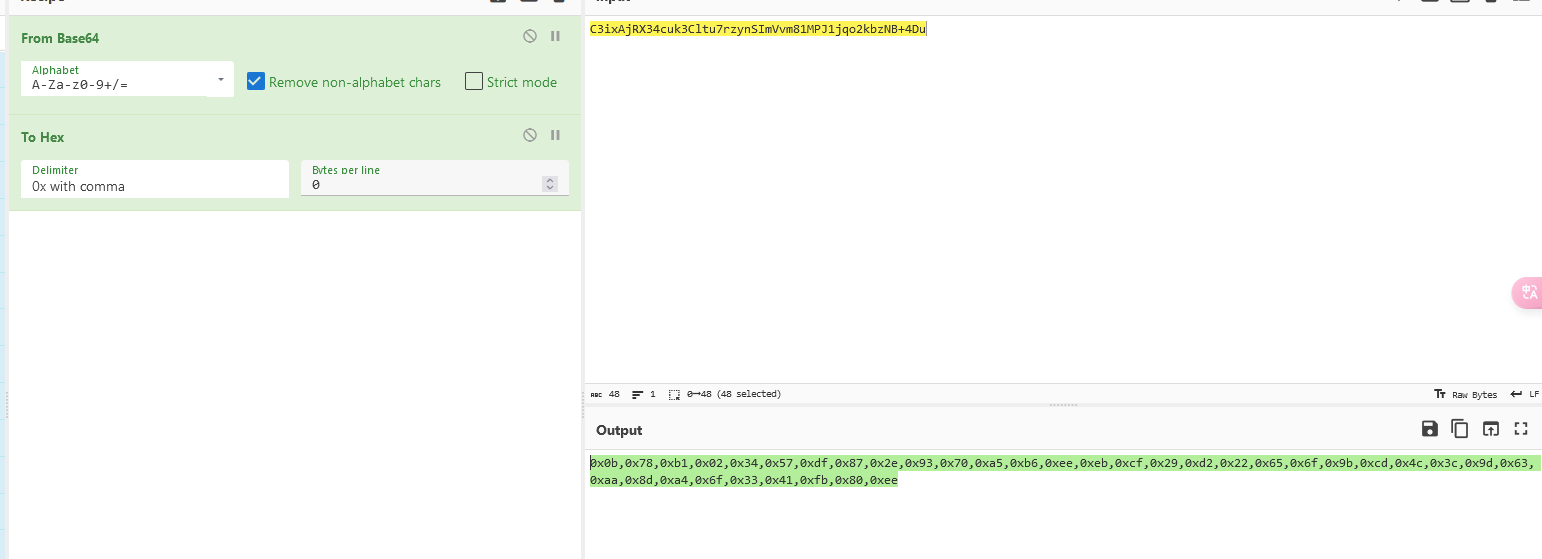 From Base64
Alphabet
A-Za-z0-9+/=
Remove non-alphabet chars
Strict mode
To Hex
Delimiter
0x with comma
Bytes per line
0
C3ixAjRX34cuk3Cltu7rzynSImVvm81MPJ1jqo2kbzNB+4Du
ABC 48
1
0→48 (48 selected)
Tт Raw Bytes
LF
Output
0x0b,0x78,0xb1,0x02,0x34,0x57,0xdf,0x87,0x2e,0x93,0x70,0xa5,0xb6,0xee,0xeb,0xcf,0x29,0xd2,0x22,0x65,0x6f,0x9b,0xcd,0x4c,0x3c,0x9d,0x63,
0xaa,0x8d,0xa4,0x6f,0x33,0x41,0xfb,0x80,0xee